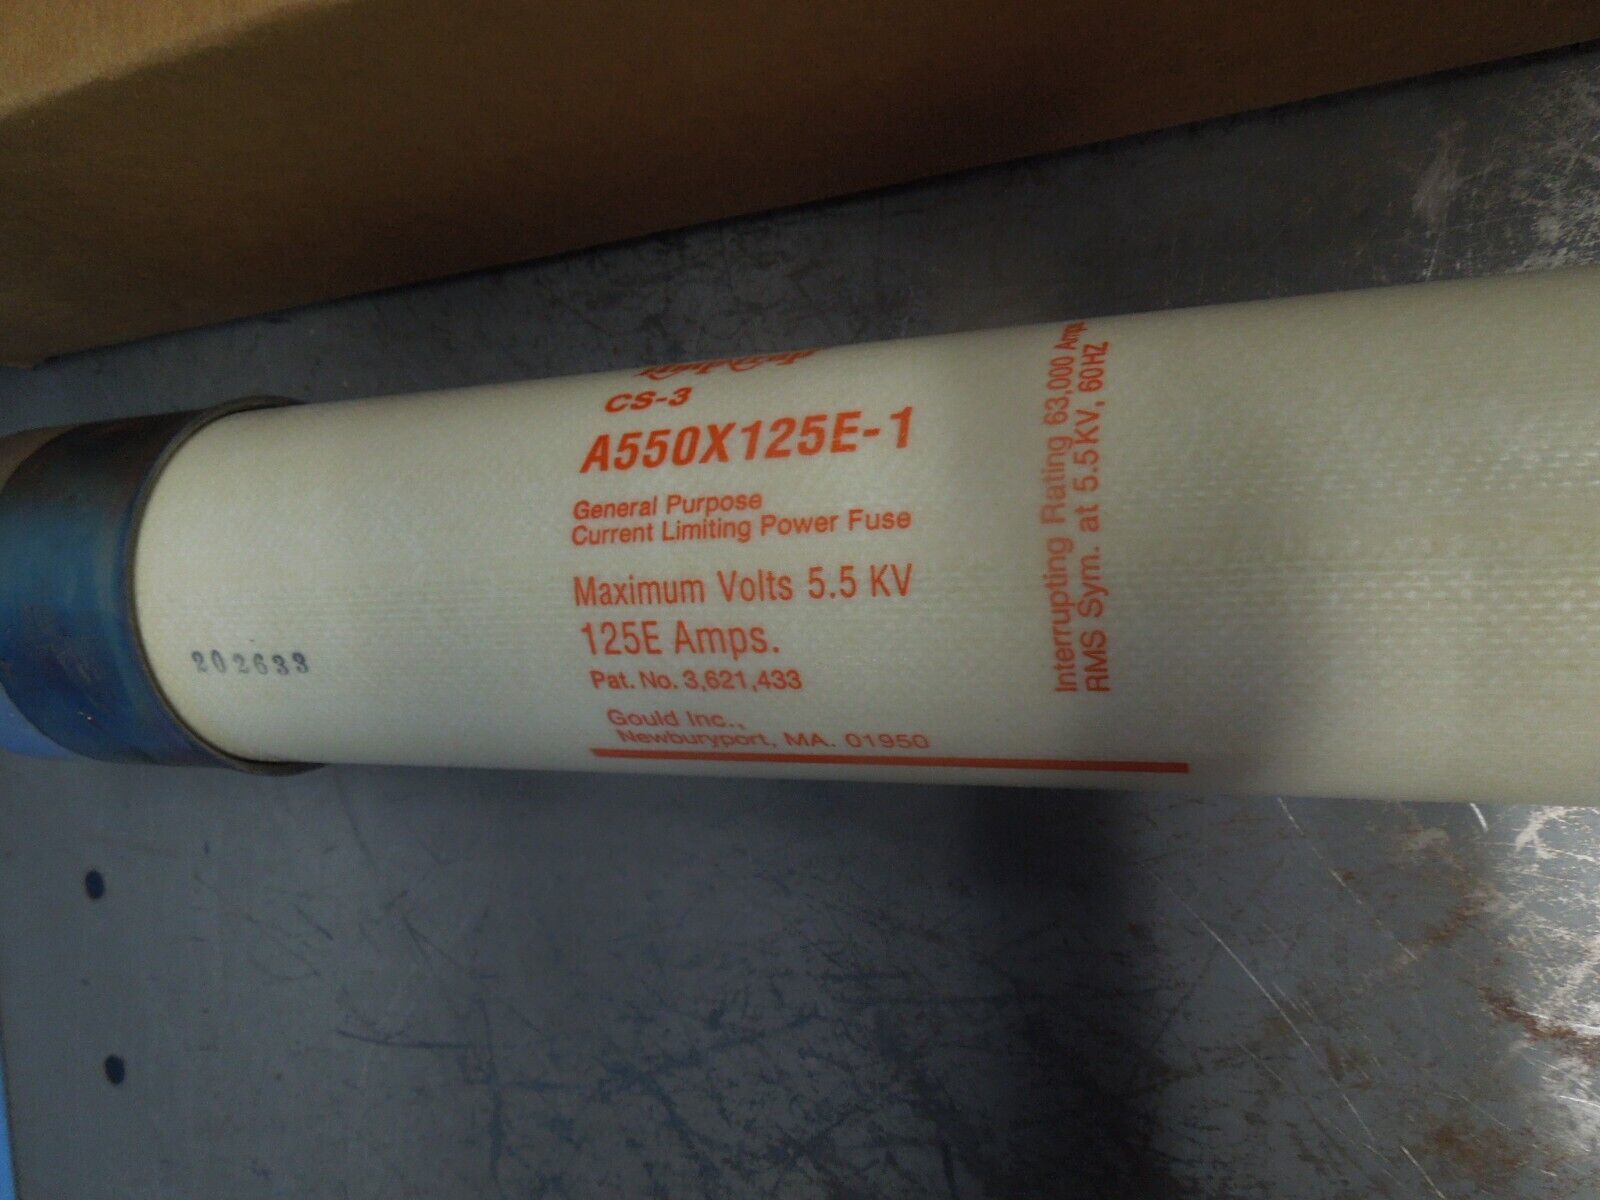 CS-3
A550X125E-1
General Purpose
Current Limiting Power Fuse
Maximum Volts 5.5 KV
125E Amps.
Pat. No. 3,621,433
Gould Inc.,
Newburyport, MA. 01950
Interrupting Rating 63,000 Amps
RMS Sym. at 5.5KV, 60HZ
202633